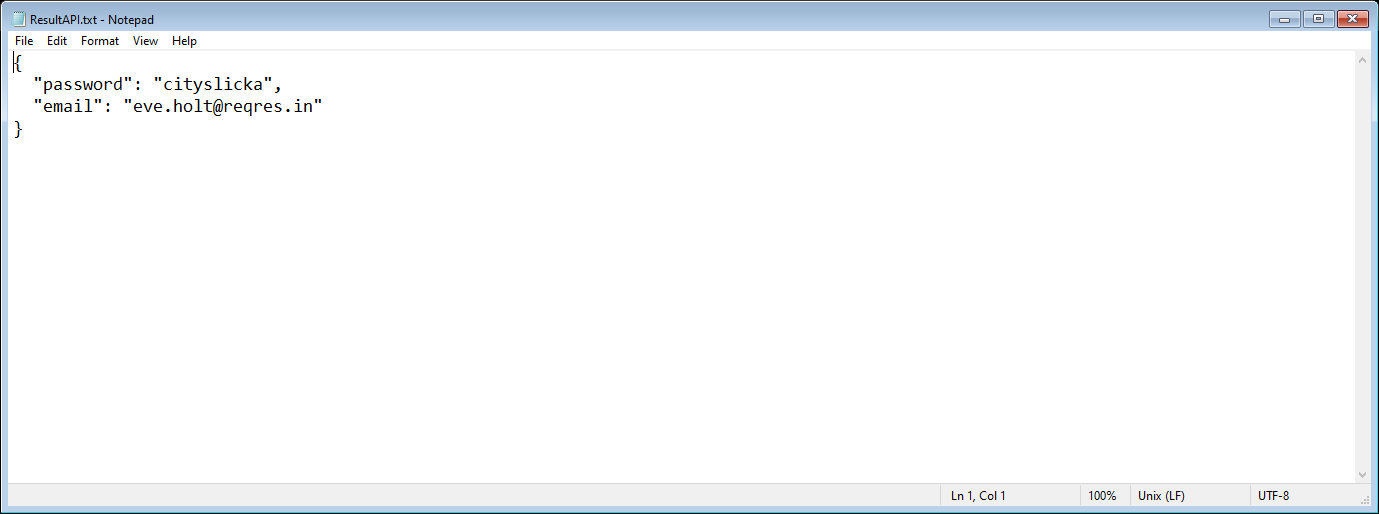 ResultAPI.txt - Notepad
File Edit Format View Help
{
  "password": "cityslicka",
  "email": "eve.holt@reqres.in"
}
Ln 1, Col 1 100% Unix (LF) UTF-8